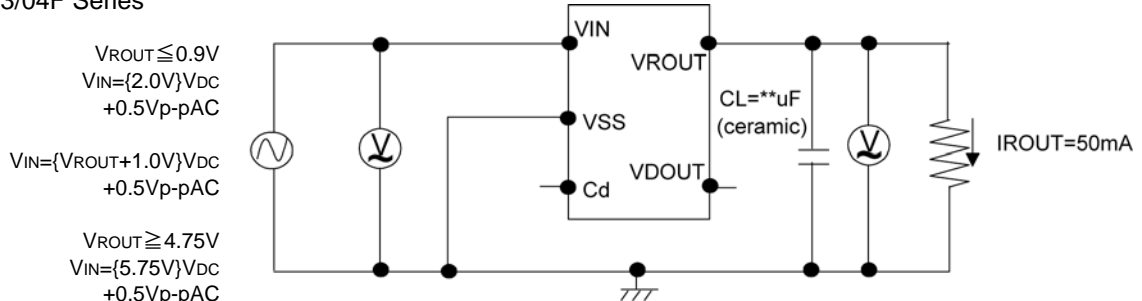 3/04F Series
VROUT≦0.9V
VIN={2.0V}VDC
+0.5Vp-pAC
VIN={VROUT+1.0V}VDC
+0.5Vp-pAC
VROUT≧4.75V
VIN={5.75V}VDC
+0.5Vp-pAC
V
VIN
VSS
Cd
VROUT
VDOUT
CL=**uF
(ceramic)
V
IROUT=50mA